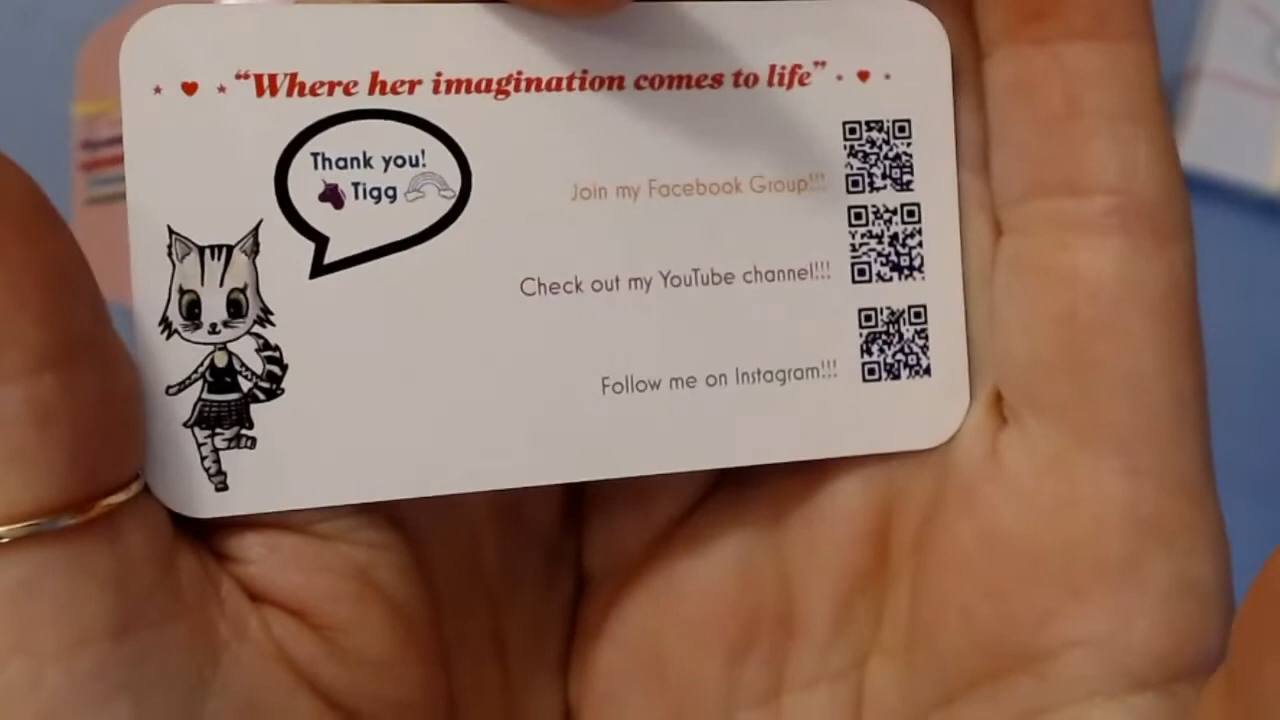 “Where her imagination comes to life”
Thank you!
Tigg
Join my Facebook Group!!!
Check out my YouTube channel!!!
Follow me on Instagram!!!